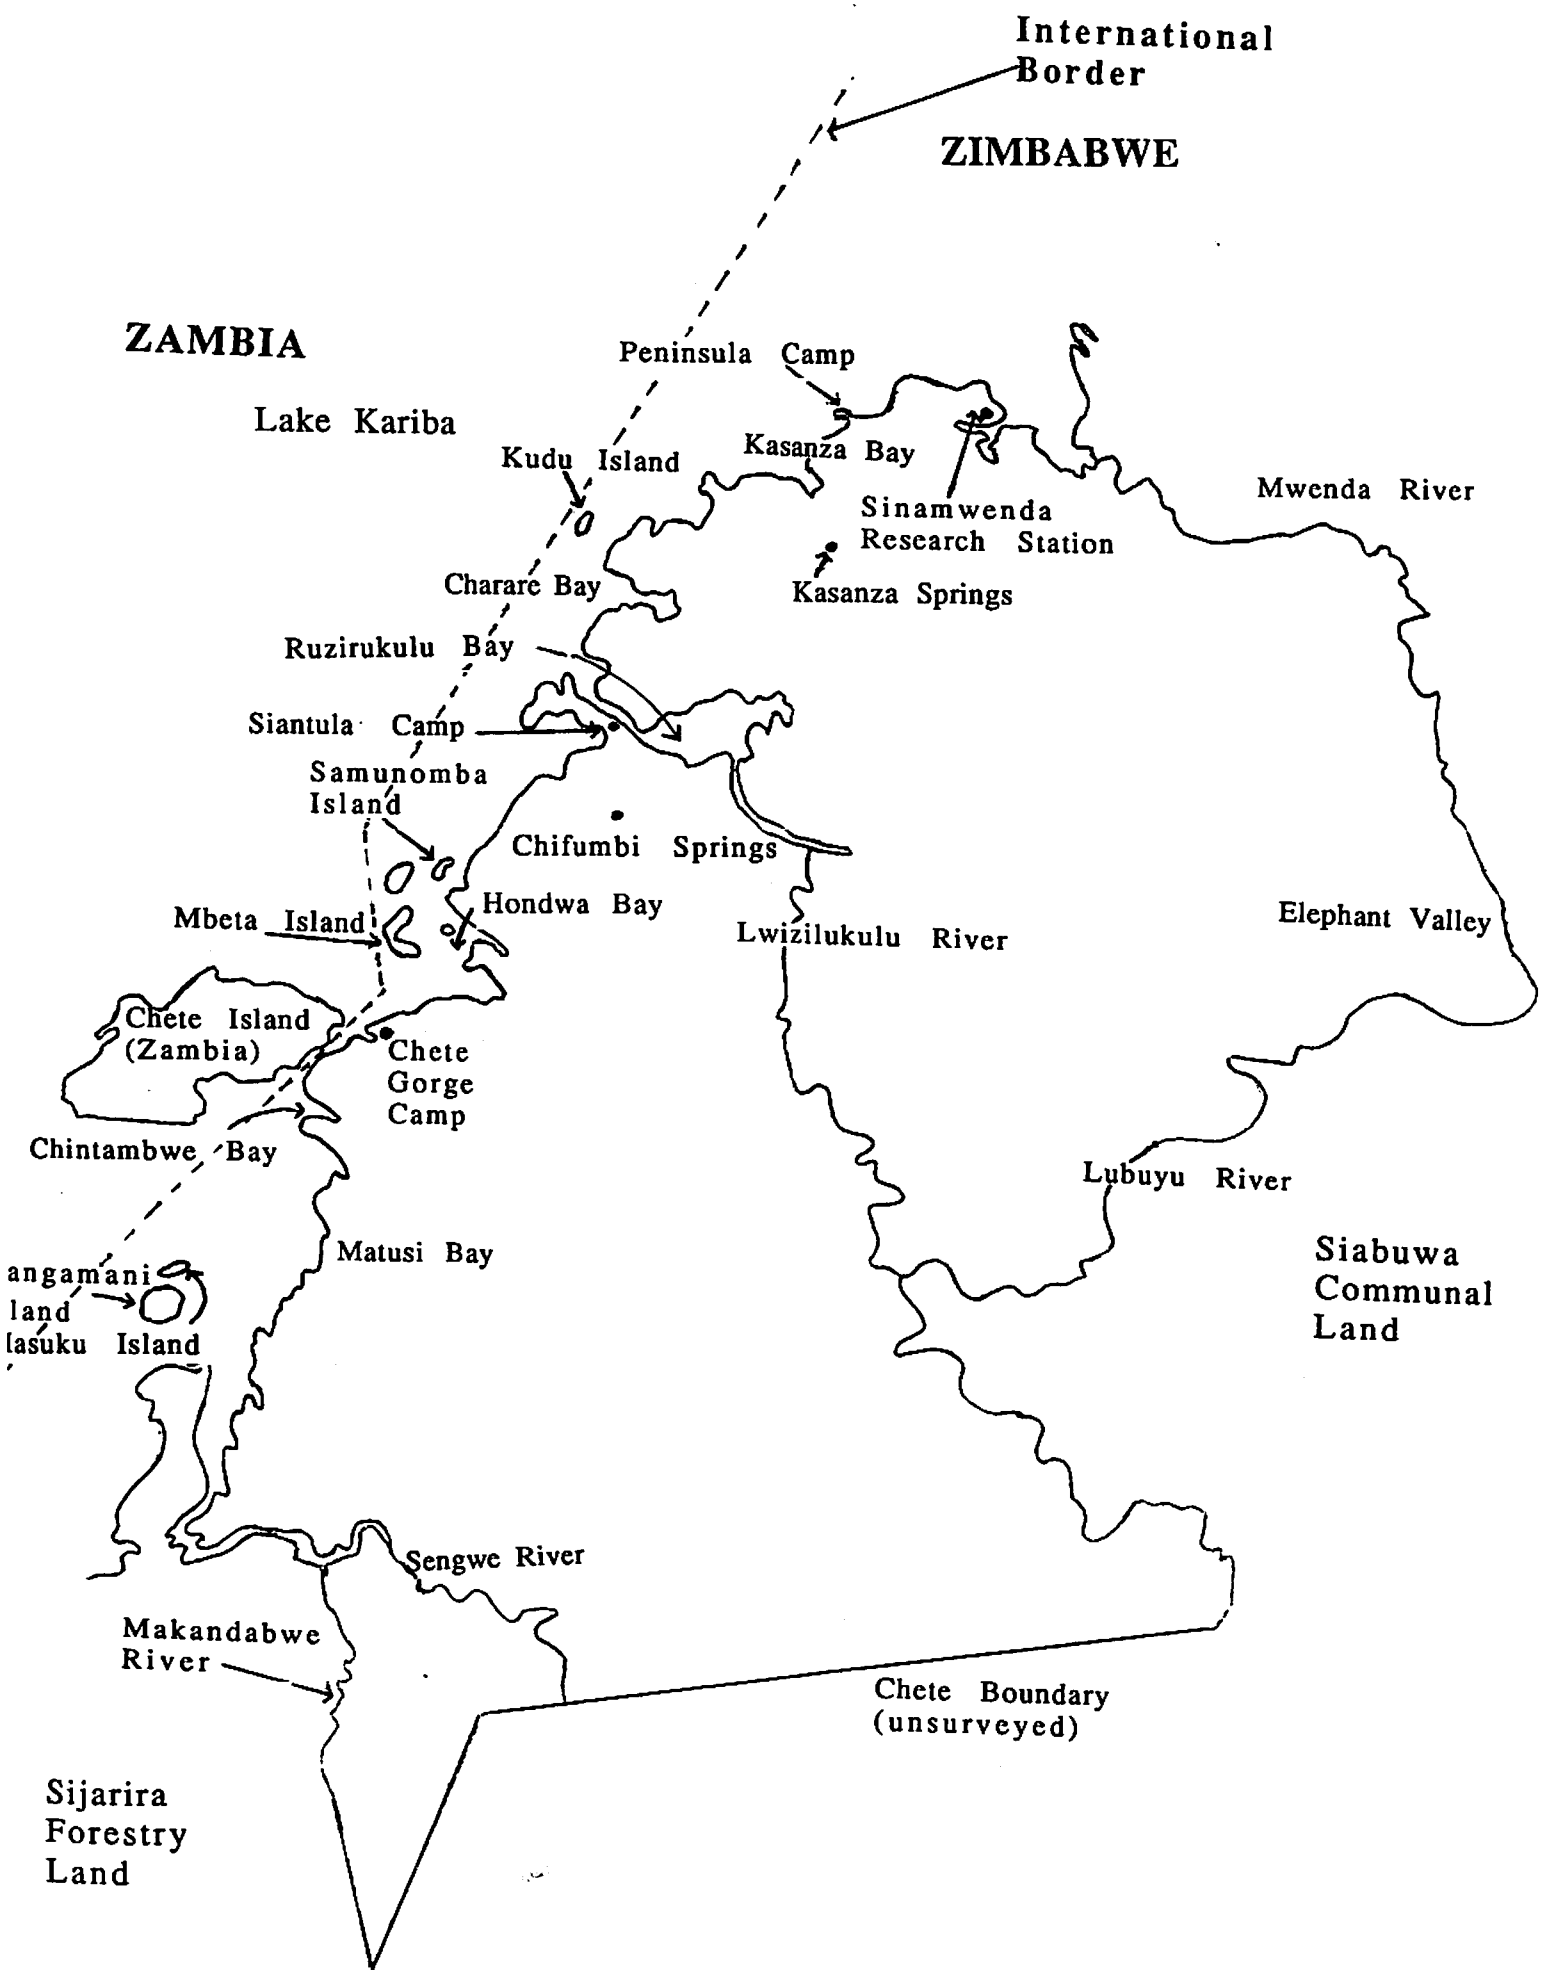 International
Border
ZIMBABWE
ZAMBIA
Peninsula Camp
Lake Kariba
Kudu Island
Kasanza Bay
Mwenda River
Sinamwenda
Research Station
Charare Bay
Kasanza Springs
Ruzirukulu Bay
Siantula Camp
Samunomba
Island
Chifumbi Springs
Hondwa Bay
Mbeta Island
Elephant Valley
Lwizilukulu River
Chete Island
(Zambia)
Chete
Gorge
Camp
Chintambwe Bay
Lubuyu River
Matusi Bay
Siabuwa
Communal
Land
angamani
land
asuku Island
Sengwe River
Makandabwe
River
Chete Boundary
(unsurveyed)
Sijarira
Forestry
Land